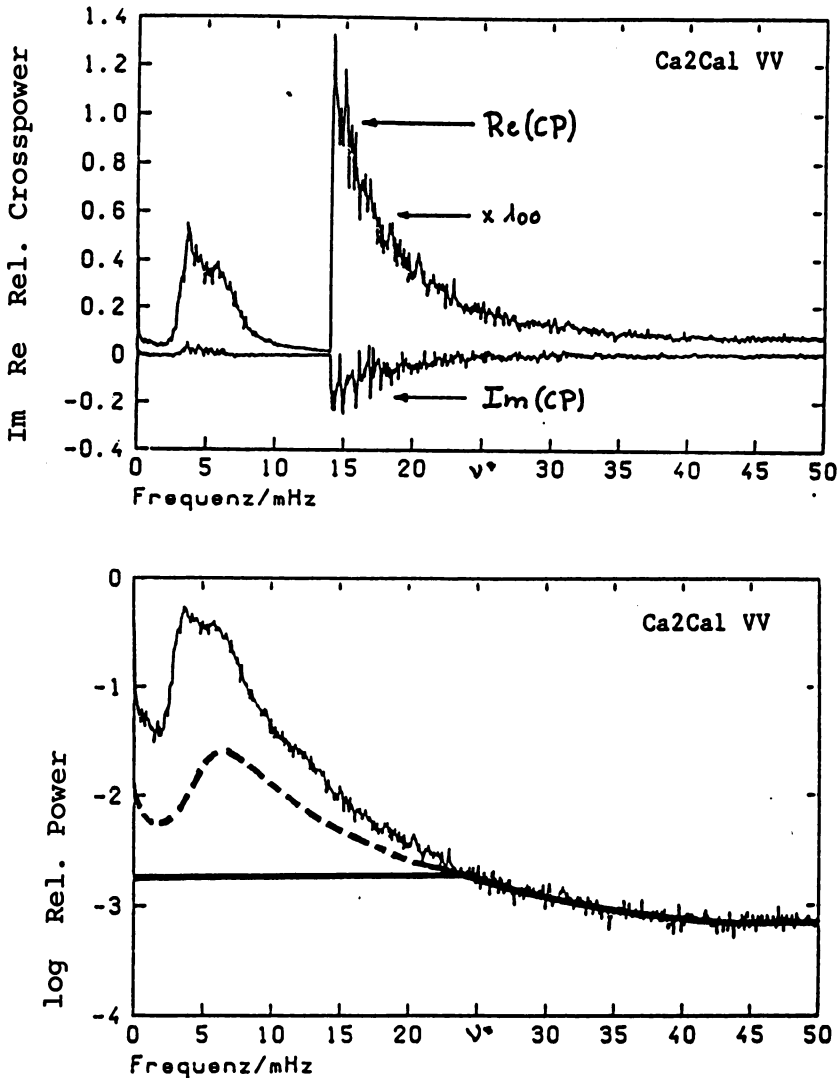 1.4
Ca2Cal VV
1.2
1.0
Re(CP)
0.8
0.6
x 100
0.4
0.2
0
-0.2
Im(CP)
-0.4
0 5 10 15 20 ν* 30 35 40 45 50
Frequenz/mHz
Im Re Rel. Crosspower
0
Ca2Cal VV
-1
-2
-3
-4
0 5 10 15 20 ν* 30 35 40 45 50
Frequenz/mHz
log Rel. Power